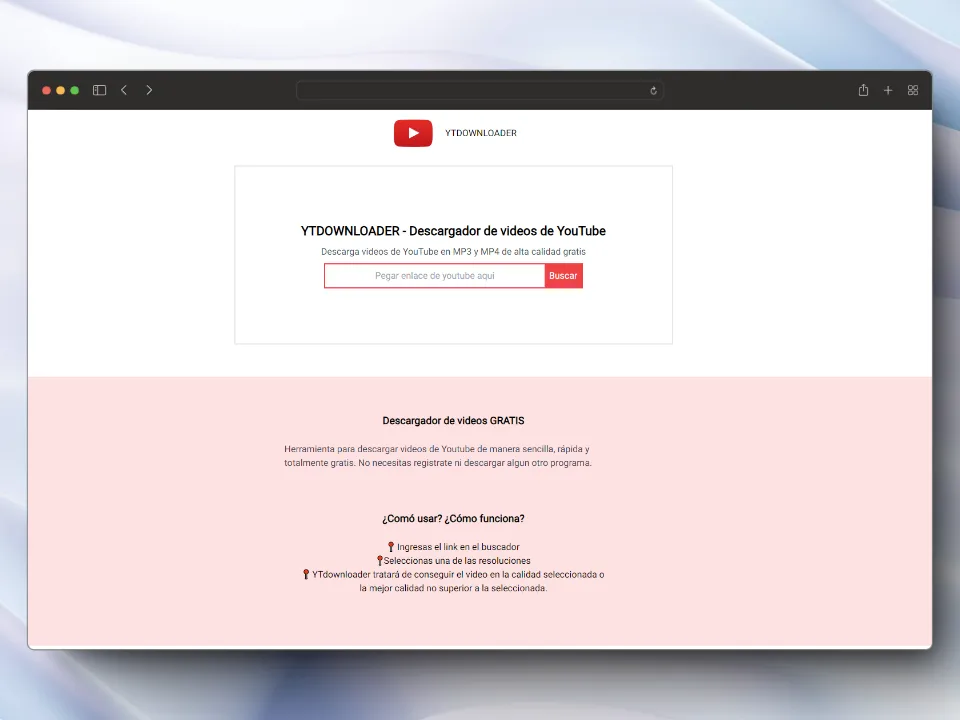 YTDOWNLOADER
YTDOWNLOADER - Descargador de videos de YouTube
Descarga videos de YouTube en MP3 y MP4 de alta calidad gratis
Pegar enlace de youtube aqui
Buscar
Descargador de videos GRATIS
Herramienta para descargar videos de Youtube de manera sencilla, rápida y
totalmente gratis. No necesitas registrate ni descargar algun otro programa.
¿Comó usar? ¿Cómo funciona?
📍 Ingresas el link en el buscador
📍Seleccionas una de las resoluciones
📍 YTdownloader tratará de conseguir el video en la calidad seleccionada o
la mejor calidad no superior a la seleccionada.